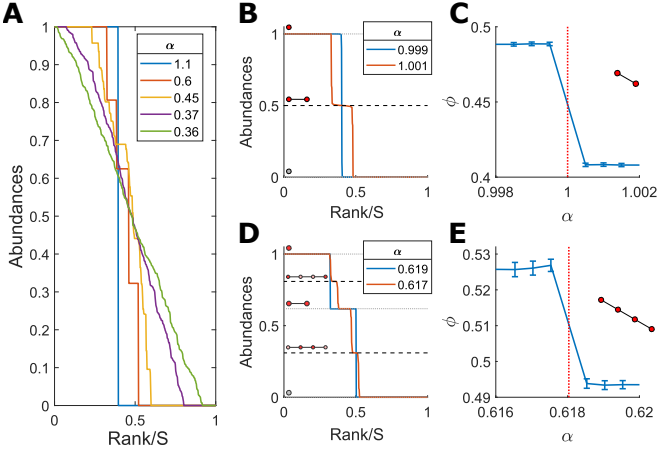 A
Abundances
1
0.9
0.8
0.7
0.6
0.5
0.4
0.3
0.2
0.1
0
0
0.5
1
Rank/S
α
1.1
0.6
0.45
0.37
0.36
B
Abundances
1
0.5
0
0
0.5
1
Rank/S
α
0.999
1.001
C
ϕ
0.5
0.45
0.4
0.998
1
1.002
α
D
Abundances
1
0.5
0
0
0.5
1
Rank/S
α
0.619
0.617
E
ϕ
0.53
0.52
0.51
0.5
0.49
0.616
0.618
0.62
α